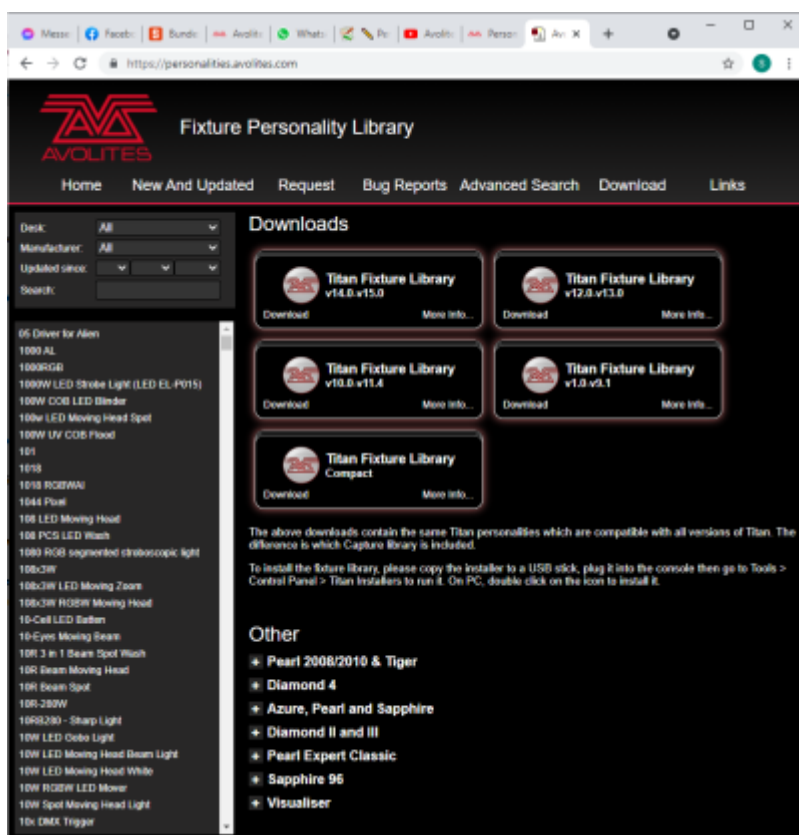 Messe
Faceb
Bundle
Avolite
Whats
Pe
Avolite
Person
Av
https://personalities.avolites.com
S
AVOLITES
Fixture Personality Library
Home New And Updated Request Bug Reports Advanced Search Download Links
Desk: All
Manufacturer: All
Updated since:
Search:
05 Driver for Alien
1000 AL
1000RGB
1000W LED Strobe Light (LED EL-P015)
100W COB LED Blinder
100w LED Moving Head Spot
100W UV COB Flood
101
1018
1018 RGBWAI
1044 Pixel
108 LED Moving Head
108 PCS LED Wash
1080 RGB segmented stroboscopic light
108x3W
108x3W LED Moving Zoom
108x3W RGBW Moving Head
10-Cell LED Batten
10-Eyes Moving Beam
10R 3 in 1 Beam Spot Wash
10R Beam Moving Head
10R Beam Spot
10R-280W
10RB280 - Sharp Light
10W LED Gobo Light
10W LED Moving Head Beam Light
10W LED Moving Head White
10W RGBW LED Mover
10W Spot Moving Head Light
10x DMX Trigger
Downloads
Titan Fixture Library
v14.0-v15.0
Download More Info...
Titan Fixture Library
v12.0-v13.0
Download More Info...
Titan Fixture Library
v10.0-v11.4
Download More Info...
Titan Fixture Library
v1.0-v9.1
Download More Info...
Titan Fixture Library
Compact
Download More Info...
The above downloads contain the same Titan personalities which are compatible with all versions of Titan. The
difference is which Capture library is included.
To install the fixture library, please copy the installer to a USB stick, plug it into the console then go to Tools >
Control Panel > Titan Installers to run it. On PC, double click on the icon to install it.
Other
+ Pearl 2008/2010 & Tiger
+ Diamond 4
+ Azure, Pearl and Sapphire
+ Diamond II and III
+ Pearl Expert Classic
+ Sapphire 96
+ Visualiser